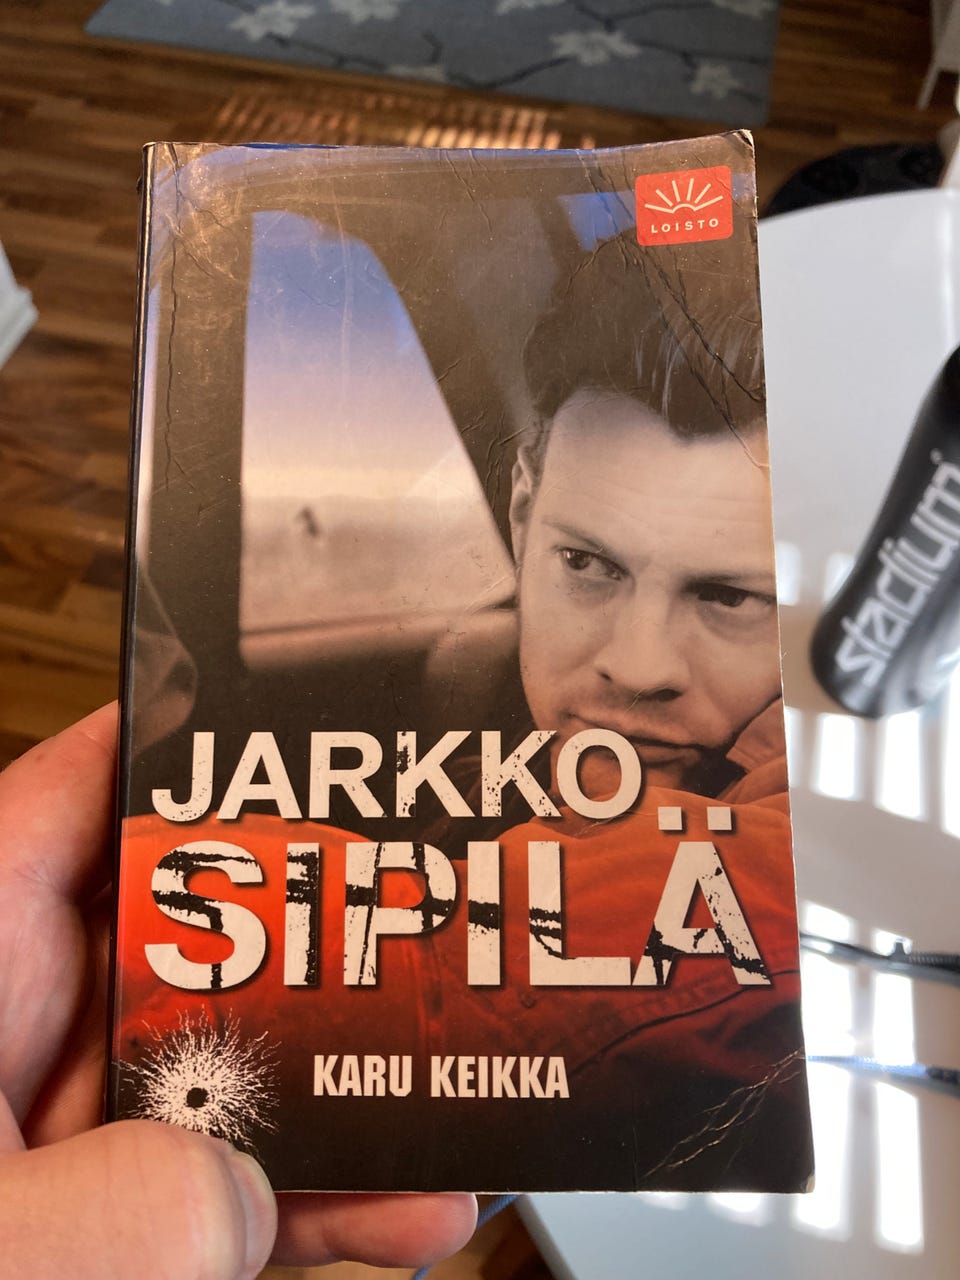 LOISTO
stadium
JARKKO
SIPILÄ
KARU KEIKKA